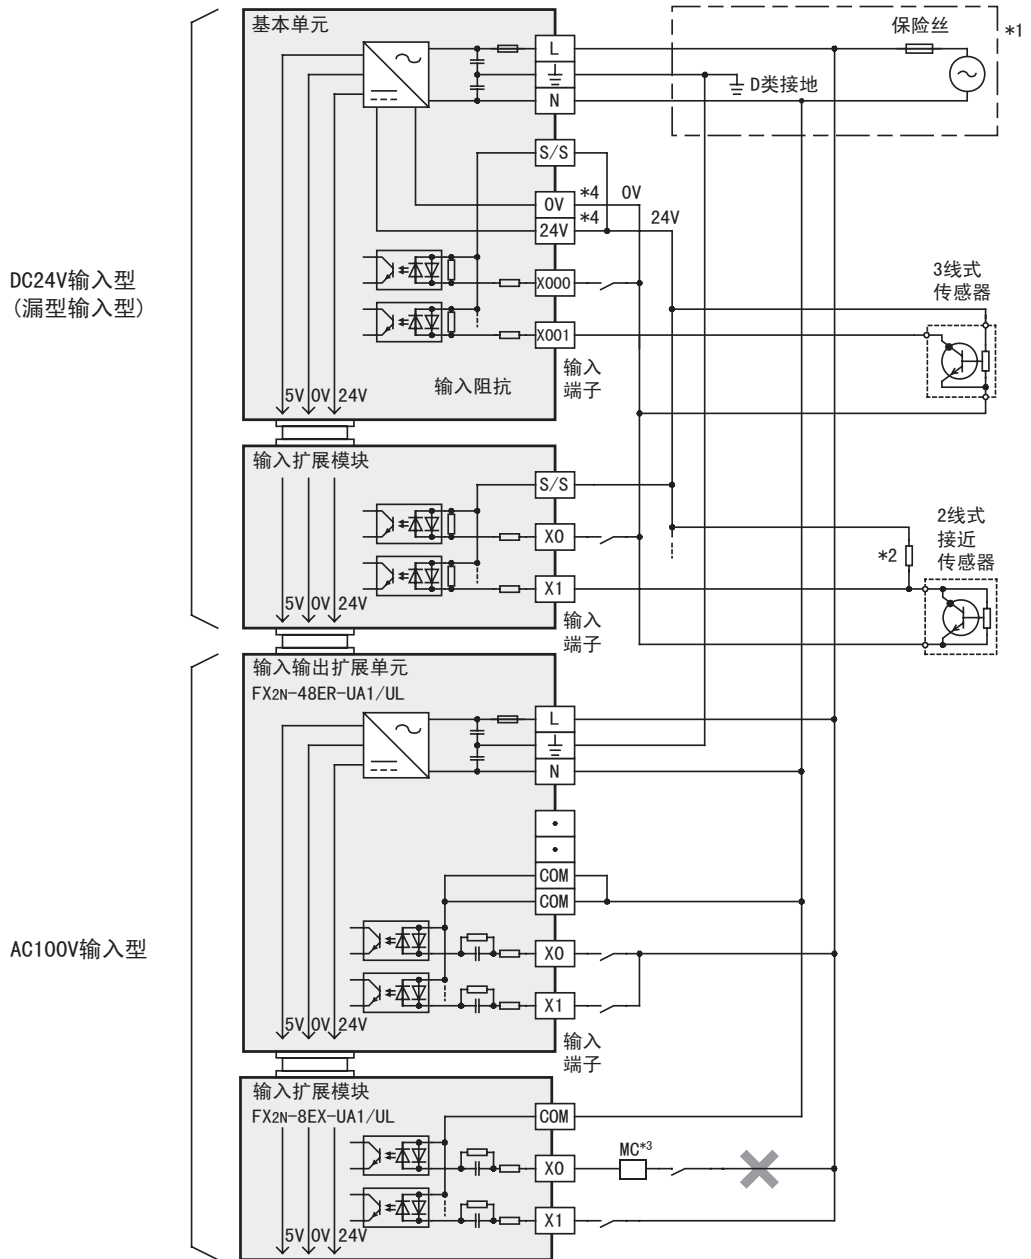 基本单元
保险丝
*1
L
D类接地
N
S/S
0V
*4
0V
24V
*4
24V
DC24V输入型
(漏型输入型)
X000
3线式
传感器
X001
输入
端子
输入阻抗
5V
0V
24V
输入扩展模块
S/S
X0
2线式
接近
传感器
*2
X1
5V
0V
24V
输入
端子
输入输出扩展单元
FX2N-48ER-UA1/UL
L
N
COM
COM
AC100V输入型
X0
X1
5V
0V
24V
输入
端子
输入扩展模块
FX2N-8EX-UA1/UL
COM
MC*3
X0
X1
5V
0V
24V